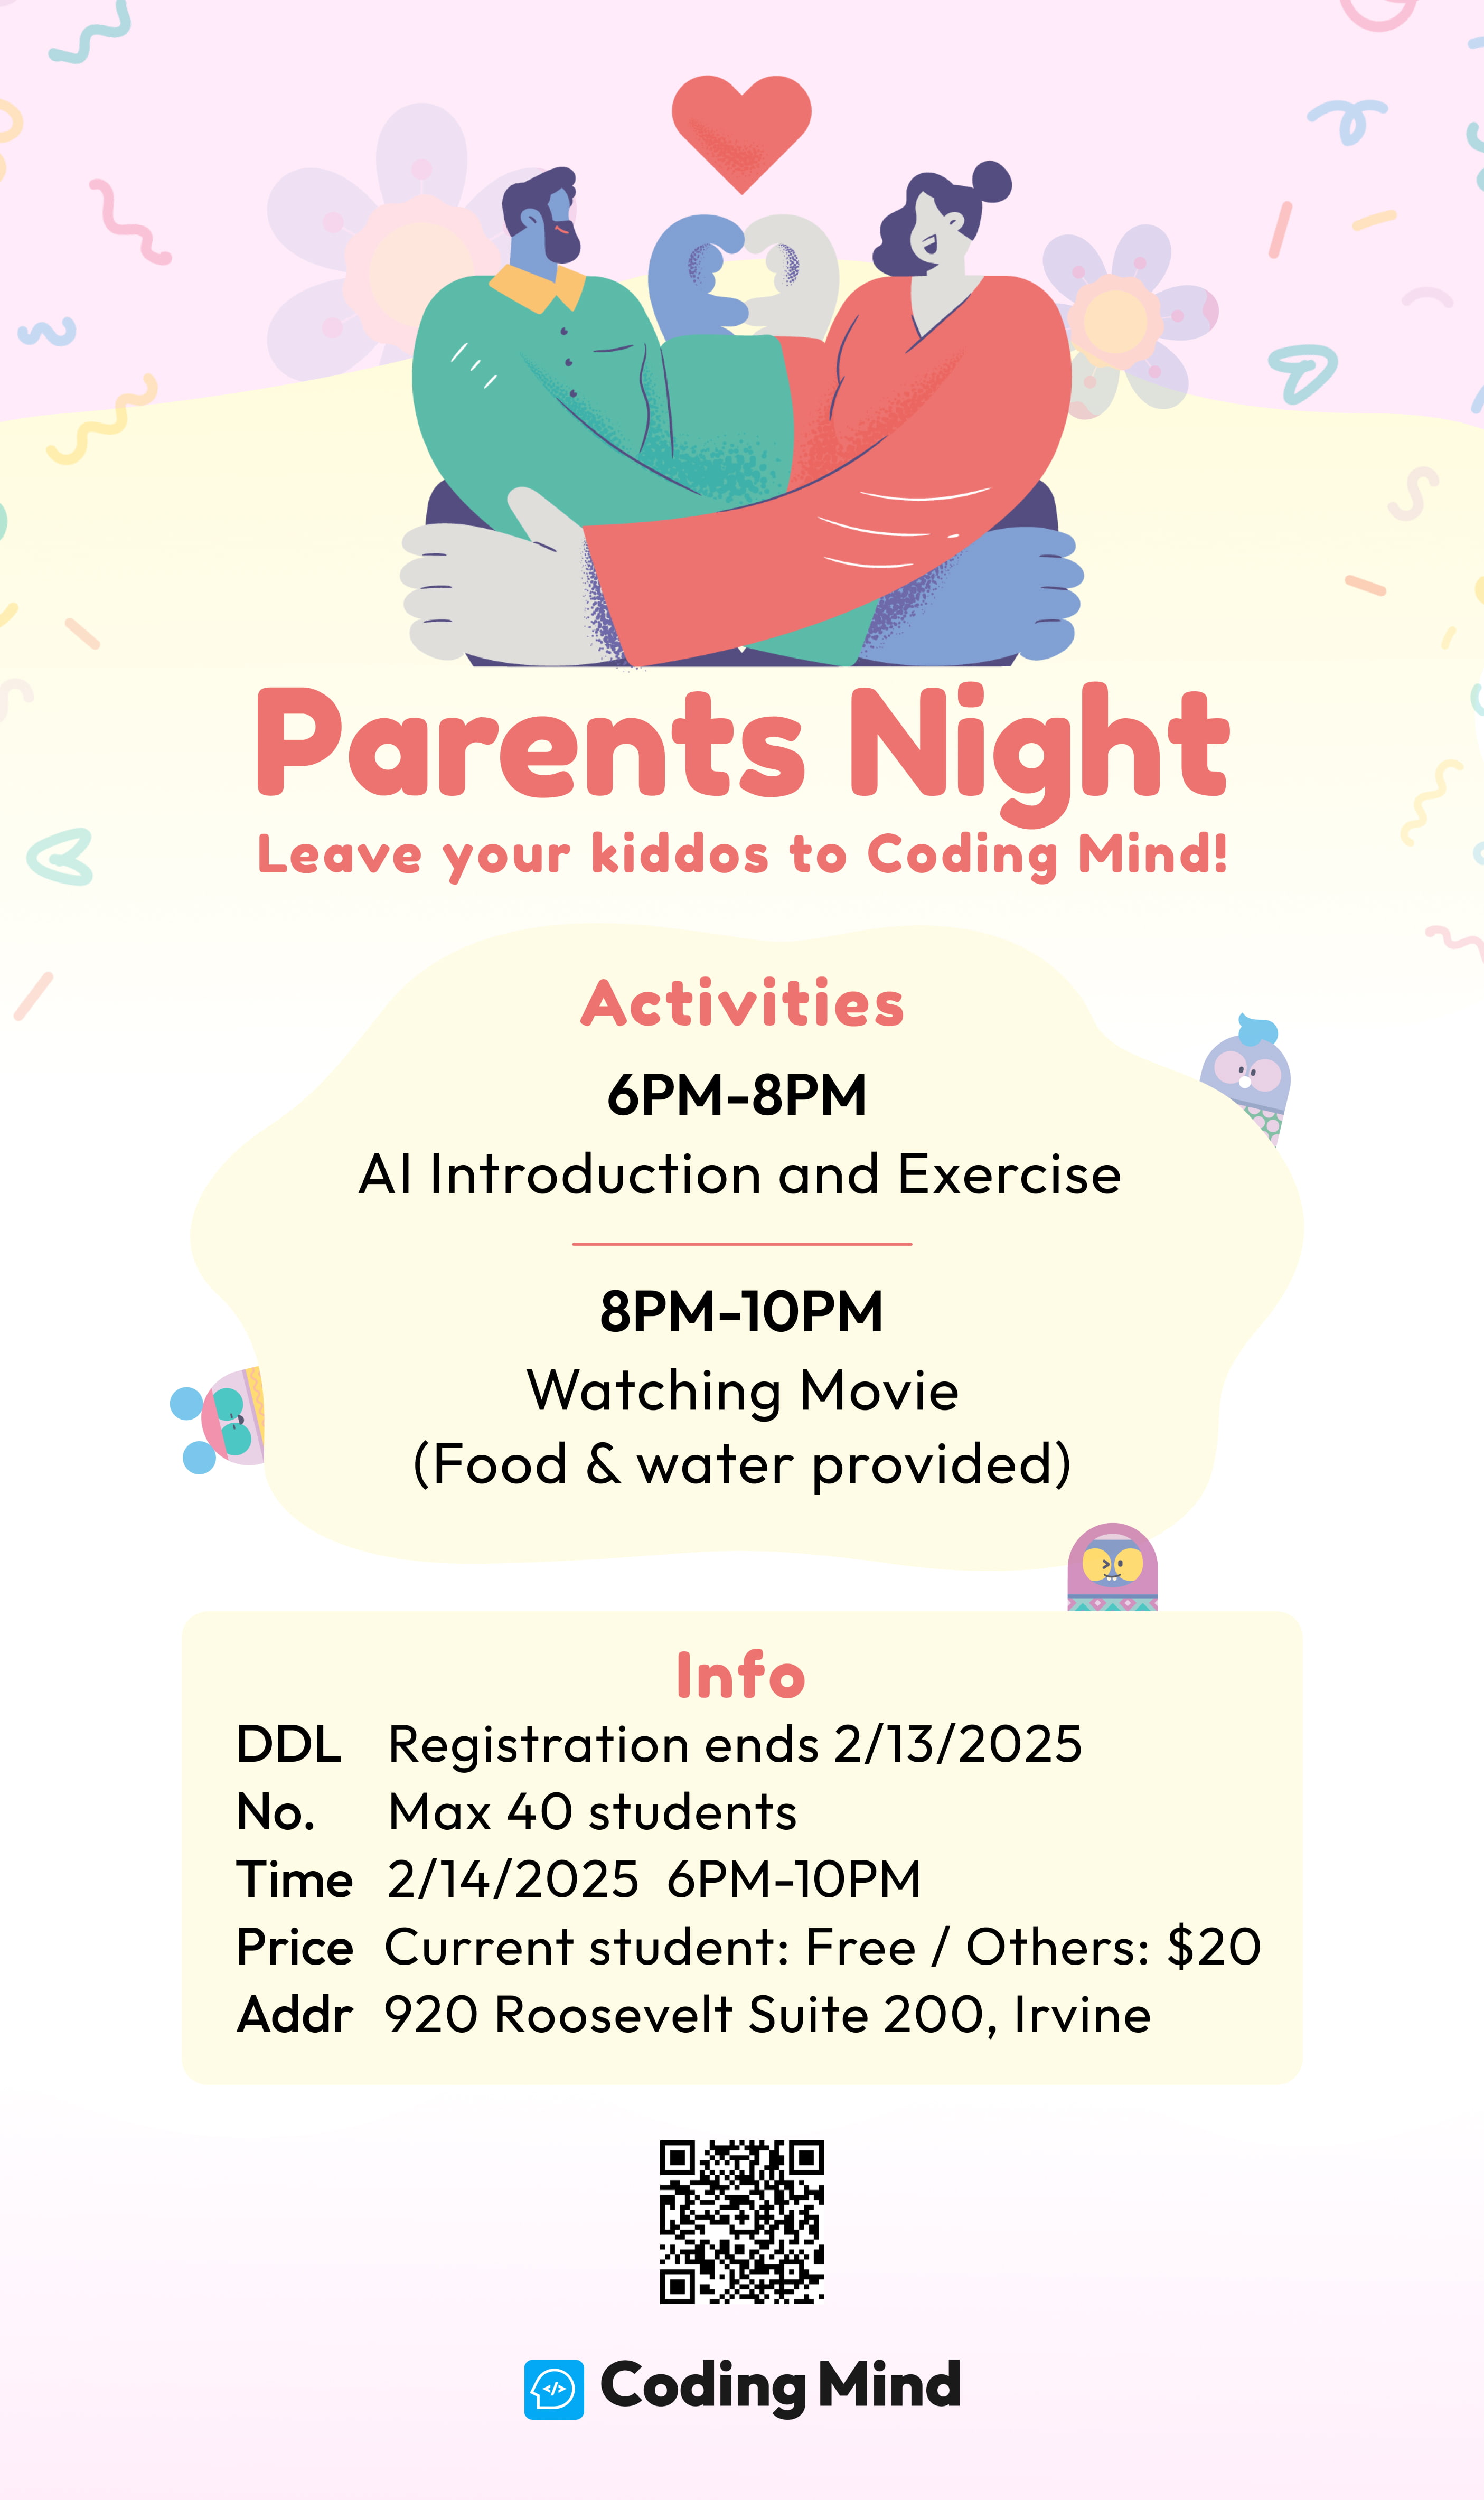 Parents Night
Leave your kiddos to Coding Mind!
Activities
6PM-8PM
AI Introduction and Exercise
8PM-10PM
Watching Movie
(Food & water provided)
Info
DDL Registration ends 2/13/2025
No. Max 40 students
Time 2/14/2025 6PM-10PM
Price Current student: Free / Others: $20
Addr 920 Roosevelt Suite 200, Irvine
</>
Coding Mind